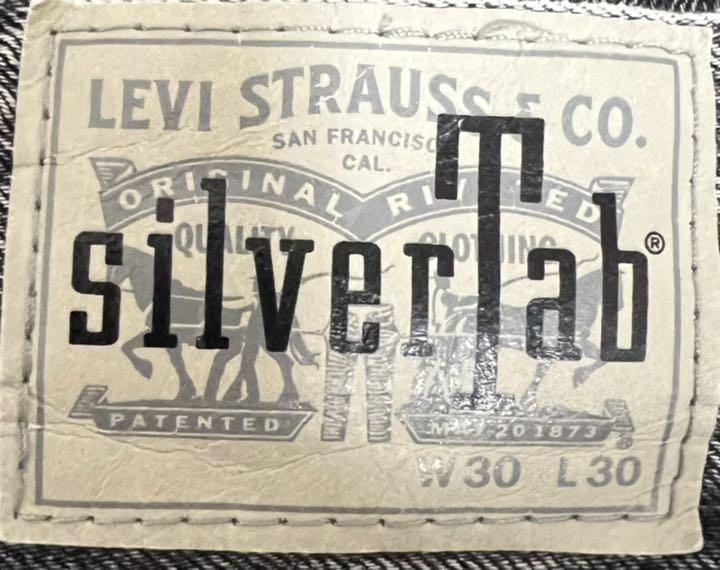 LEVI STRAUSS & CO.
SAN FRANCISCO
CAL.
ORIGINAL RIVETED
QUALITY CLOTHING
silverTab®
PATENTED MAY 20 1873
W30 L30